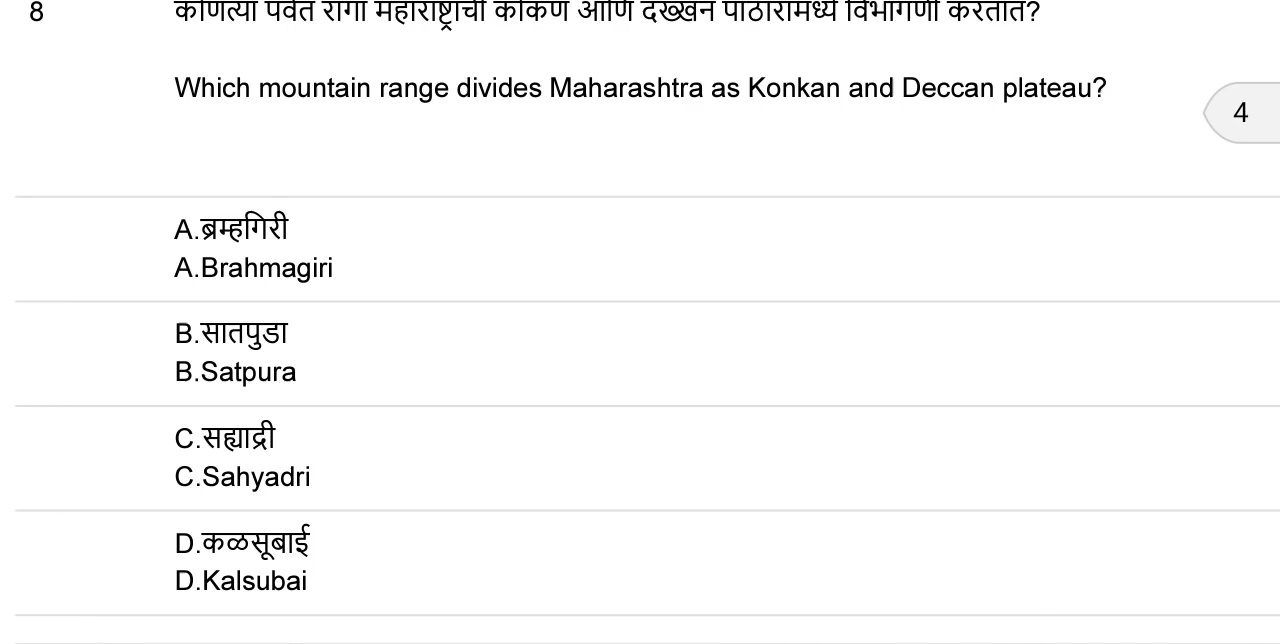 8
कोणत्या पर्वत रांगा महाराष्ट्राची कोकण आणि दख्खन पाठारामध्ये विभागणी करतात?
Which mountain range divides Maharashtra as Konkan and Deccan plateau?
4
A.ब्रम्हगिरी
A.Brahmagiri
B.सातपुडा
B.Satpura
C.सह्याद्री
C.Sahyadri
D.कळसूबाई
D.Kalsubai